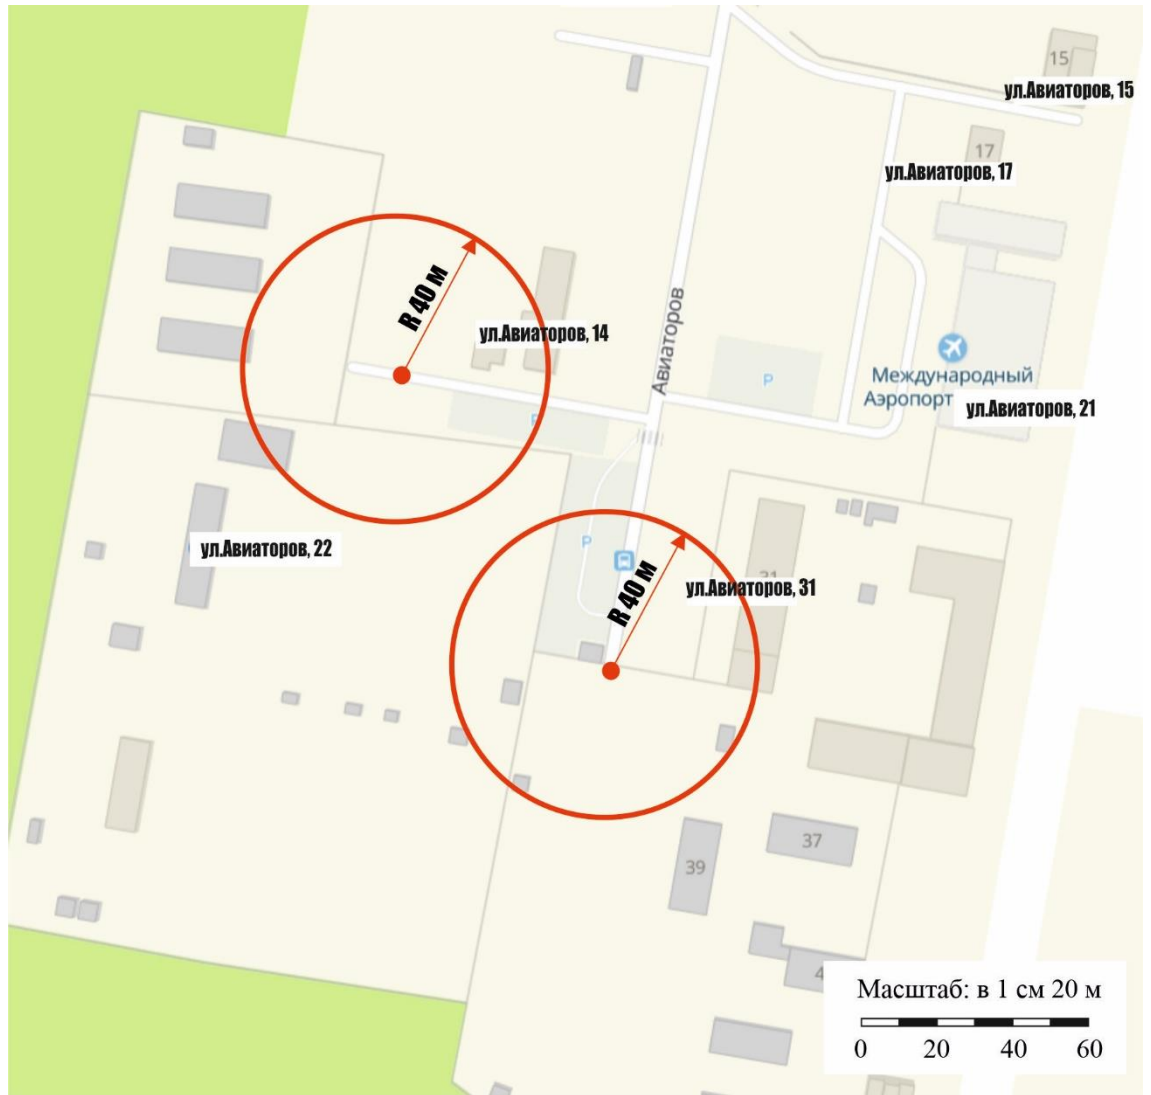 15
ул.Авиаторов, 15
17
ул.Авиаторов, 17
R 40 м
ул.Авиаторов, 14
Авиаторов
P
Международный
Аэропорт
ул.Авиаторов, 21
P
P
ул.Авиаторов, 22
R 40 м
31
ул.Авиаторов, 31
37
39
4
Масштаб: в 1 см 20 м
0 20 40 60